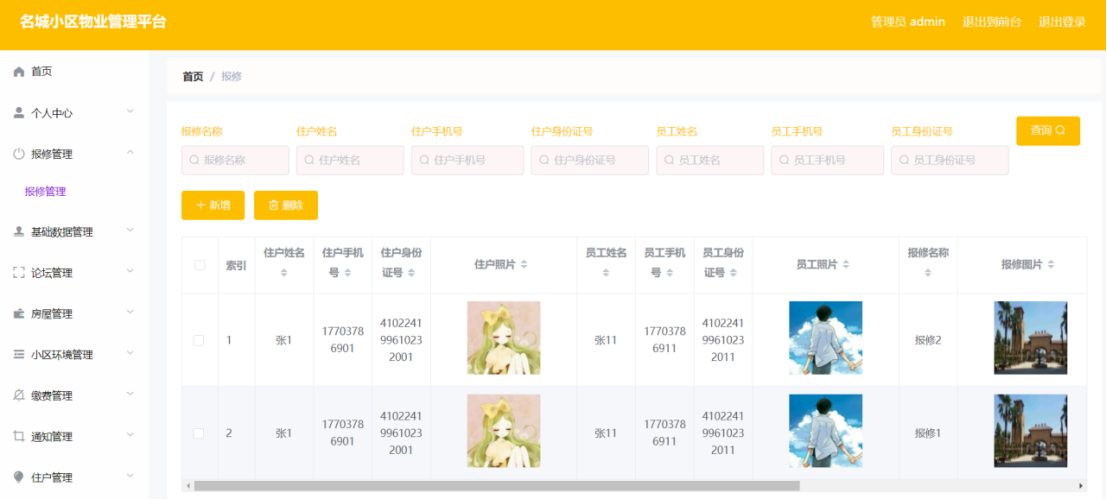 名城小区物业管理平台
管理员 admin 退出到前台 退出登录
首页
个人中心
报修管理
报修管理
基础数据管理
论坛管理
房屋管理
小区环境管理
缴费管理
通知管理
住户管理
首页 / 报修
报修名称 住户姓名 住户手机号 住户身份证号 员工姓名 员工手机号 员工身份证号
查询
报修名称 住户姓名 住户手机号 住户身份证号 员工姓名 员工手机号 员工身份证号
+ 新增 删除
索引 住户姓名 住户手机号 住户身份证号 住户照片 员工姓名 员工手机号 员工身份证号 员工照片 报修名称 报修图片
1 张1 17703786901 410224199610232001 张11 17703786911 410224199610232011 报修2
2 张1 17703786901 410224199610232001 张11 17703786911 410224199610232011 报修1